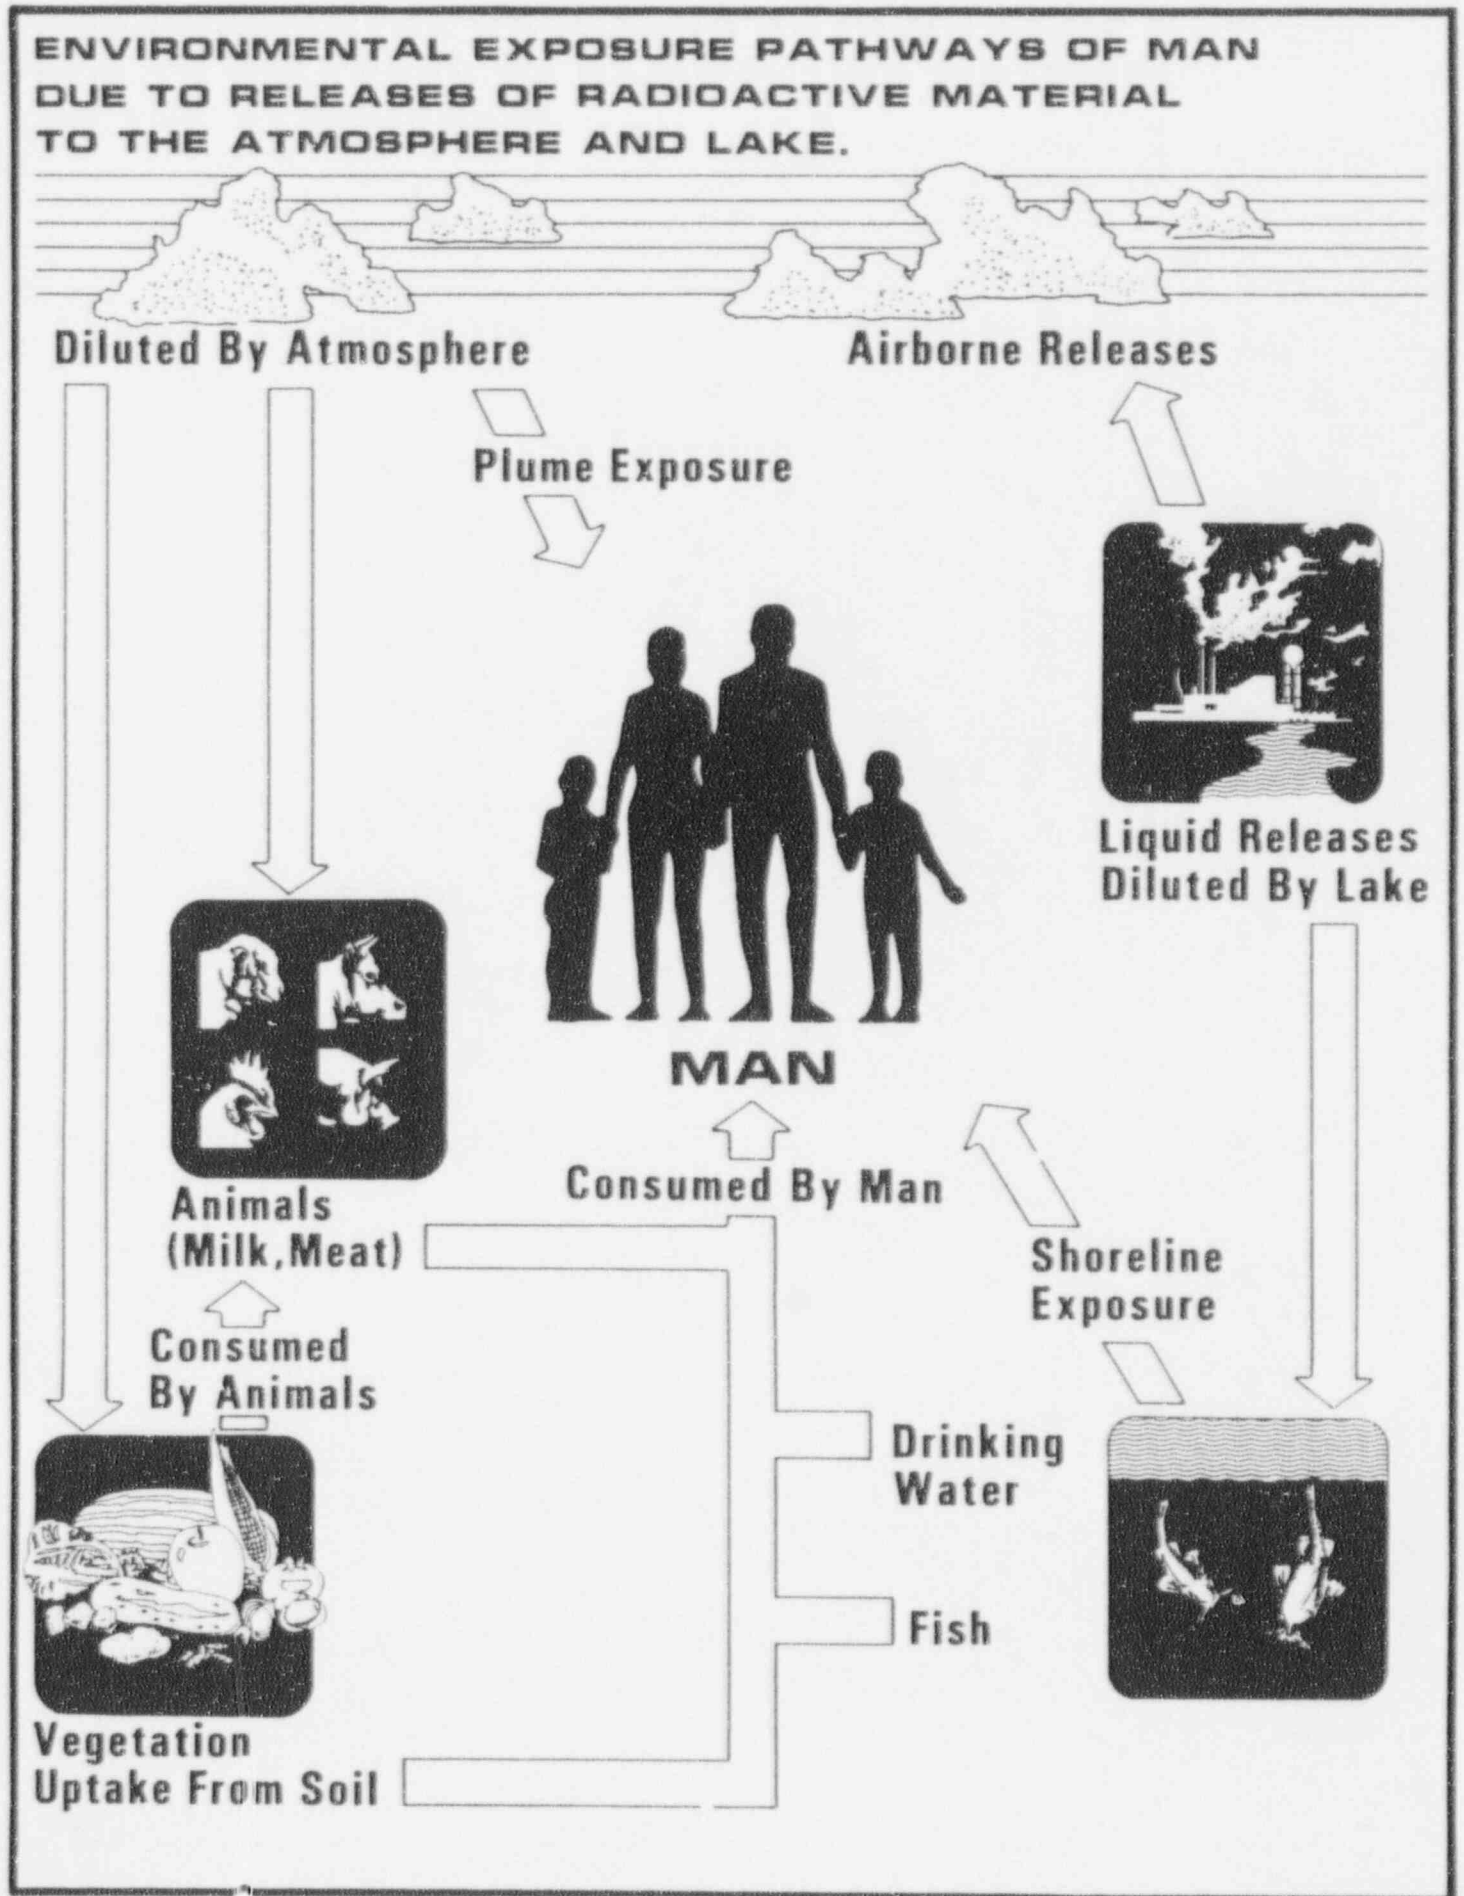 ENVIRONMENTAL EXPOSURE PATHWAYS OF MAN
DUE TO RELEASES OF RADIOACTIVE MATERIAL
TO THE ATMOSPHERE AND LAKE.
Diluted By Atmosphere
Airborne Releases
Plume Exposure
Liquid Releases
Diluted By Lake
MAN
Consumed By Man
Animals
(Milk, Meat)
Shoreline
Exposure
Consumed
By Animals
Drinking
Water
Fish
Vegetation
Uptake From Soil